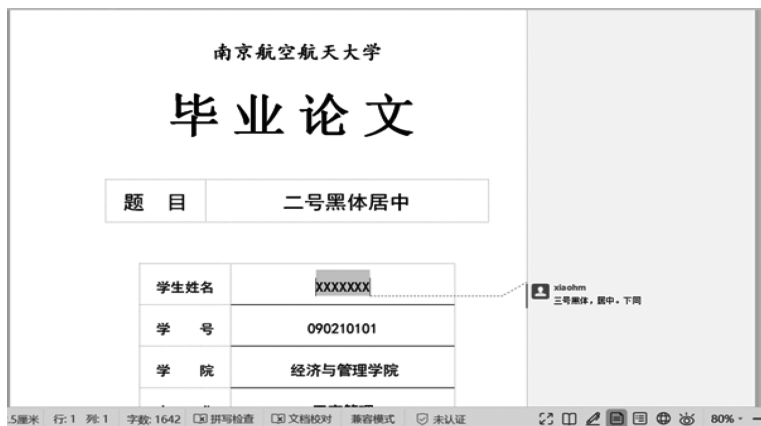 南京航空航天大学
毕业论文
题 目 二号黑体居中
学生姓名 XXXXXXX
xiaohm
三号黑体，居中。下同
学 号 090210101
学 院 经济与管理学院
.5厘米 行: 1 列: 1 字数: 1642 拼写检查 文档校对 兼容模式 未认证 80%